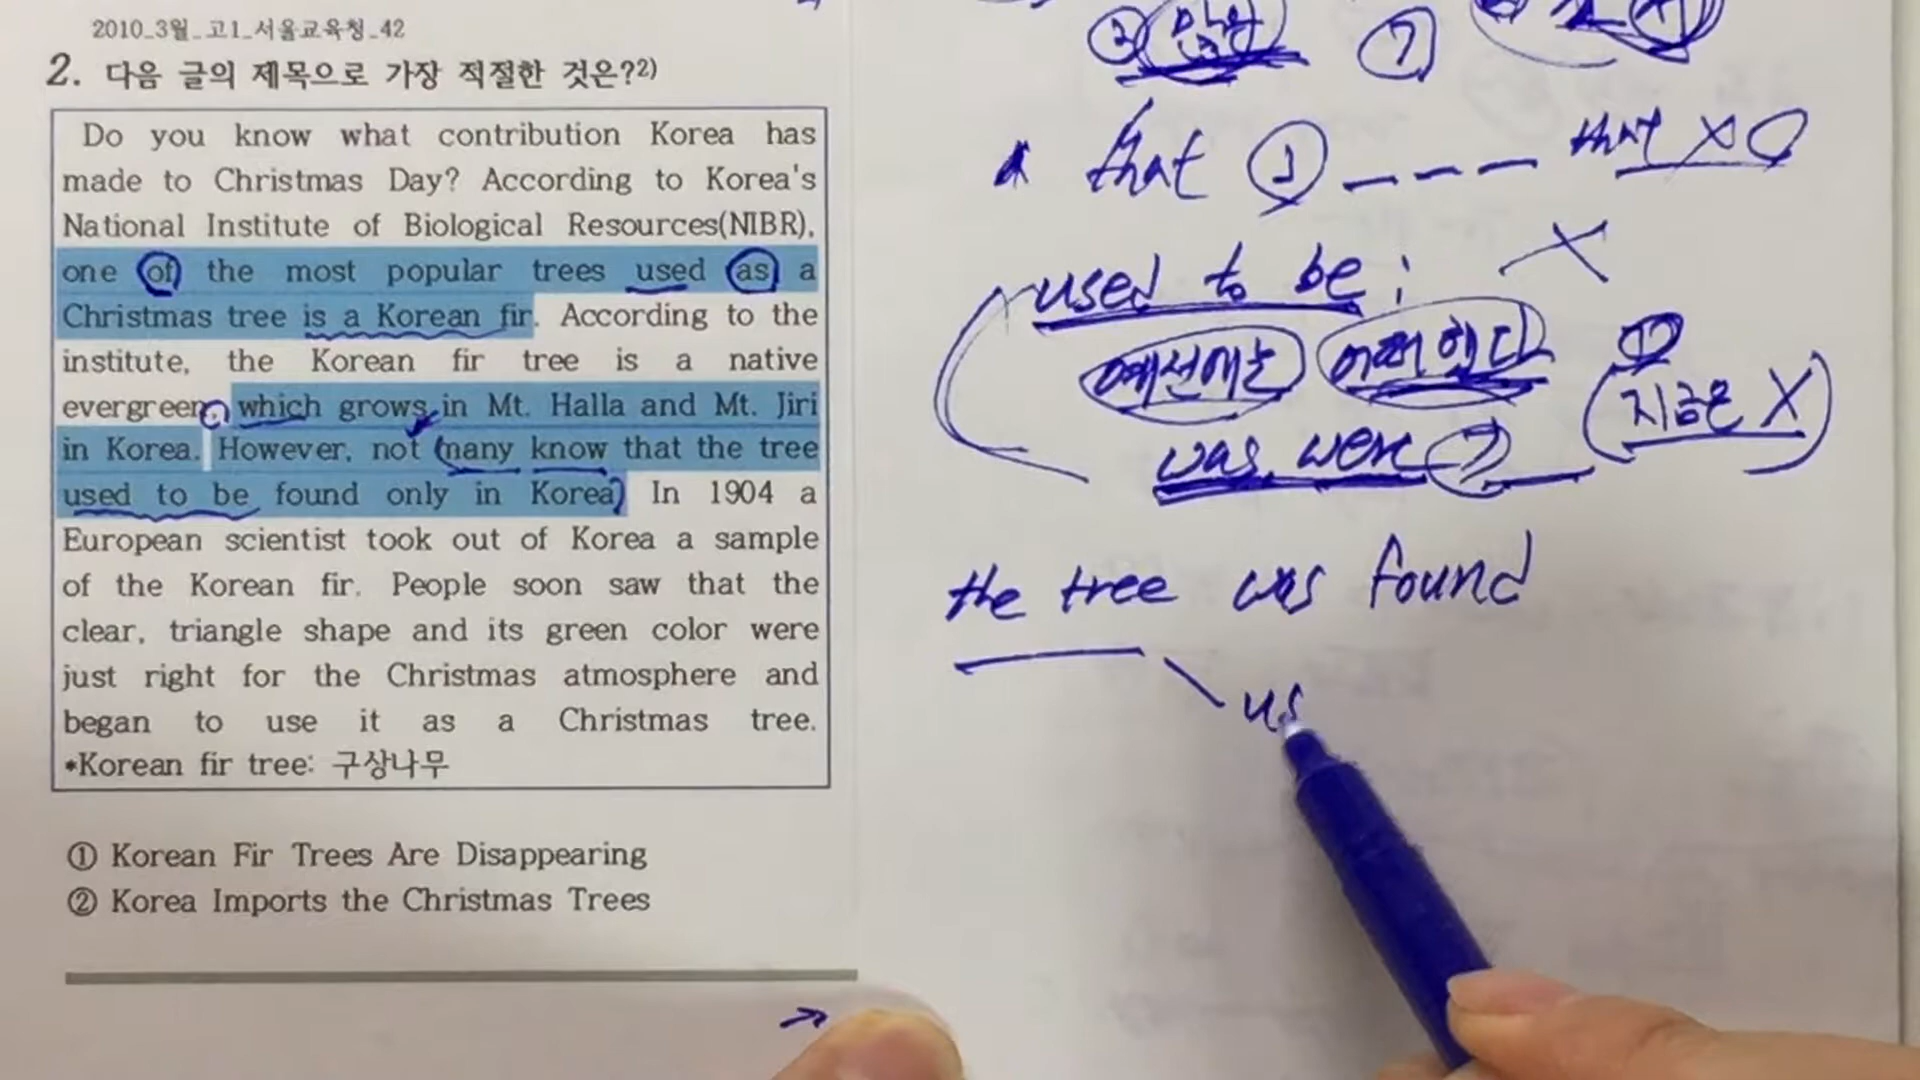 2010_3월_고1_서울교육청_42
2. 다음 글의 제목으로 가장 적절한 것은?2)
Do you know what contribution Korea has
made to Christmas Day? According to Korea's
National Institute of Biological Resources(NIBR),
one of the most popular trees used as a
Christmas tree is a Korean fir. According to the
institute, the Korean fir tree is a native
evergreen, which grows in Mt. Halla and Mt. Jiri
in Korea. However, not many know that the tree
used to be found only in Korea. In 1904 a
European scientist took out of Korea a sample
of the Korean fir. People soon saw that the
clear, triangle shape and its green color were
just right for the Christmas atmosphere and
began to use it as a Christmas tree.
*Korean fir tree: 구상나무
① Korean Fir Trees Are Disappearing
② Korea Imports the Christmas Trees
② 많은 ⑦
that ① that X
used to be :
예전에는 어떠했다
지금은 X
was, were
the tree was found
us